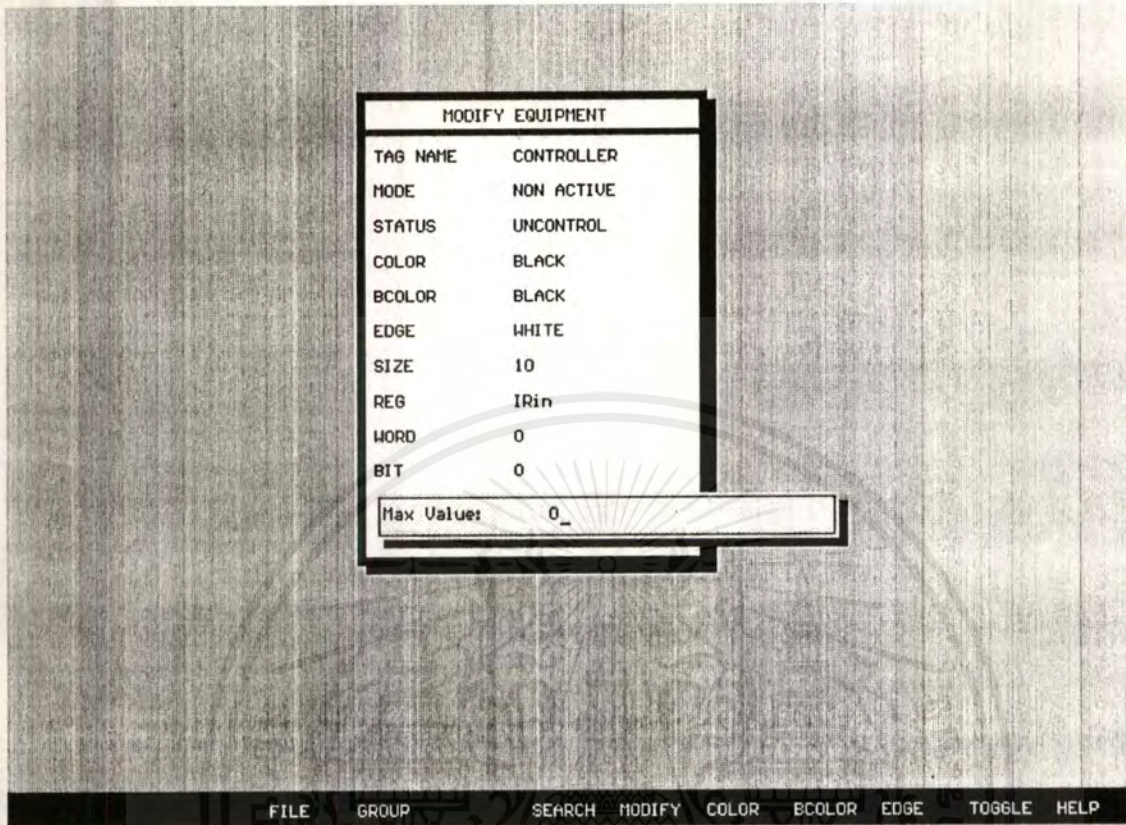 MODIFY EQUIPMENT
TAG NAME CONTROLLER
MODE NON ACTIVE
STATUS UNCONTROL
COLOR BLACK
BCOLOR BLACK
EDGE WHITE
SIZE 10
REG IRin
WORD 0
BIT 0
Max Value: 0_
FILE GROUP SEARCH MODIFY COLOR BCOLOR EDGE TOGGLE HELP